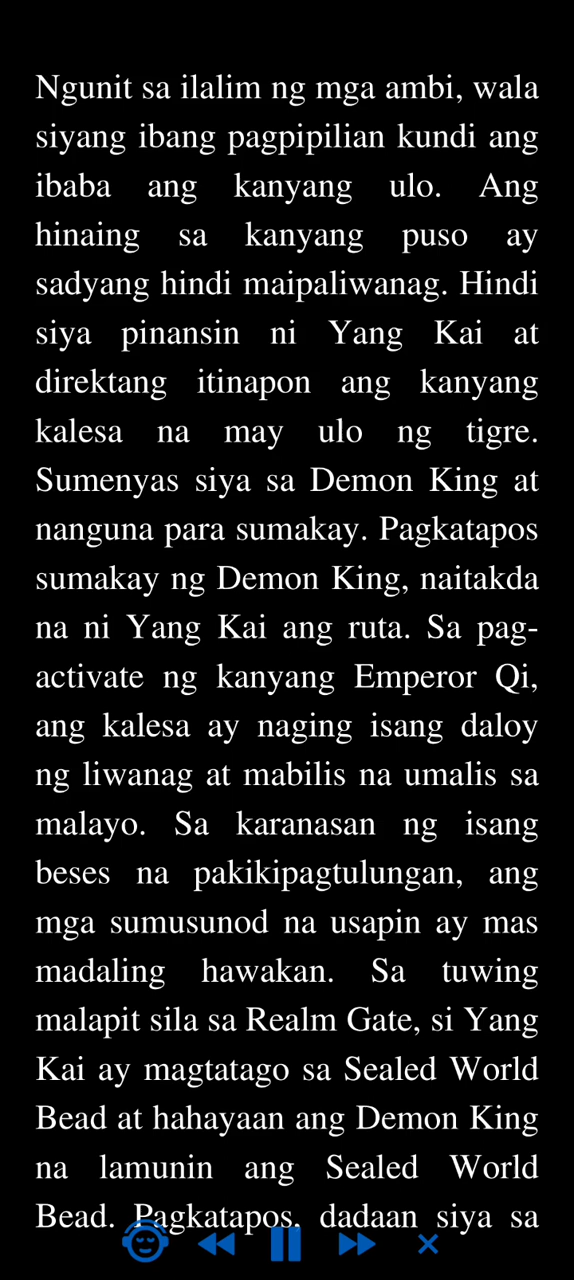 Ngunit sa ilalim ng mga ambi, wala
siyang ibang pagpipilian kundi ang
ibaba ang kanyang ulo. Ang
hinaing sa kanyang puso ay
sadyang hindi maipaliwanag. Hindi
siya pinansin ni Yang Kai at
direktang itinapon ang kanyang
kalesa na may ulo ng tigre.
Sumenyas siya sa Demon King at
nanguna para sumakay. Pagkatapos
sumakay ng Demon King, naitakda
na ni Yang Kai ang ruta. Sa pag-
activate ng kanyang Emperor Qi,
ang kalesa ay naging isang daloy
ng liwanag at mabilis na umalis sa
malayo. Sa karanasan ng isang
beses na pakikipagtulungan, ang
mga sumusunod na usapin ay mas
madaling hawakan. Sa tuwing
malapit sila sa Realm Gate, si Yang
Kai ay magtatago sa Sealed World
Bead at hahayaan ang Demon King
na lamunin ang Sealed World
Bead. Pagkatapos, dadaan siya sa